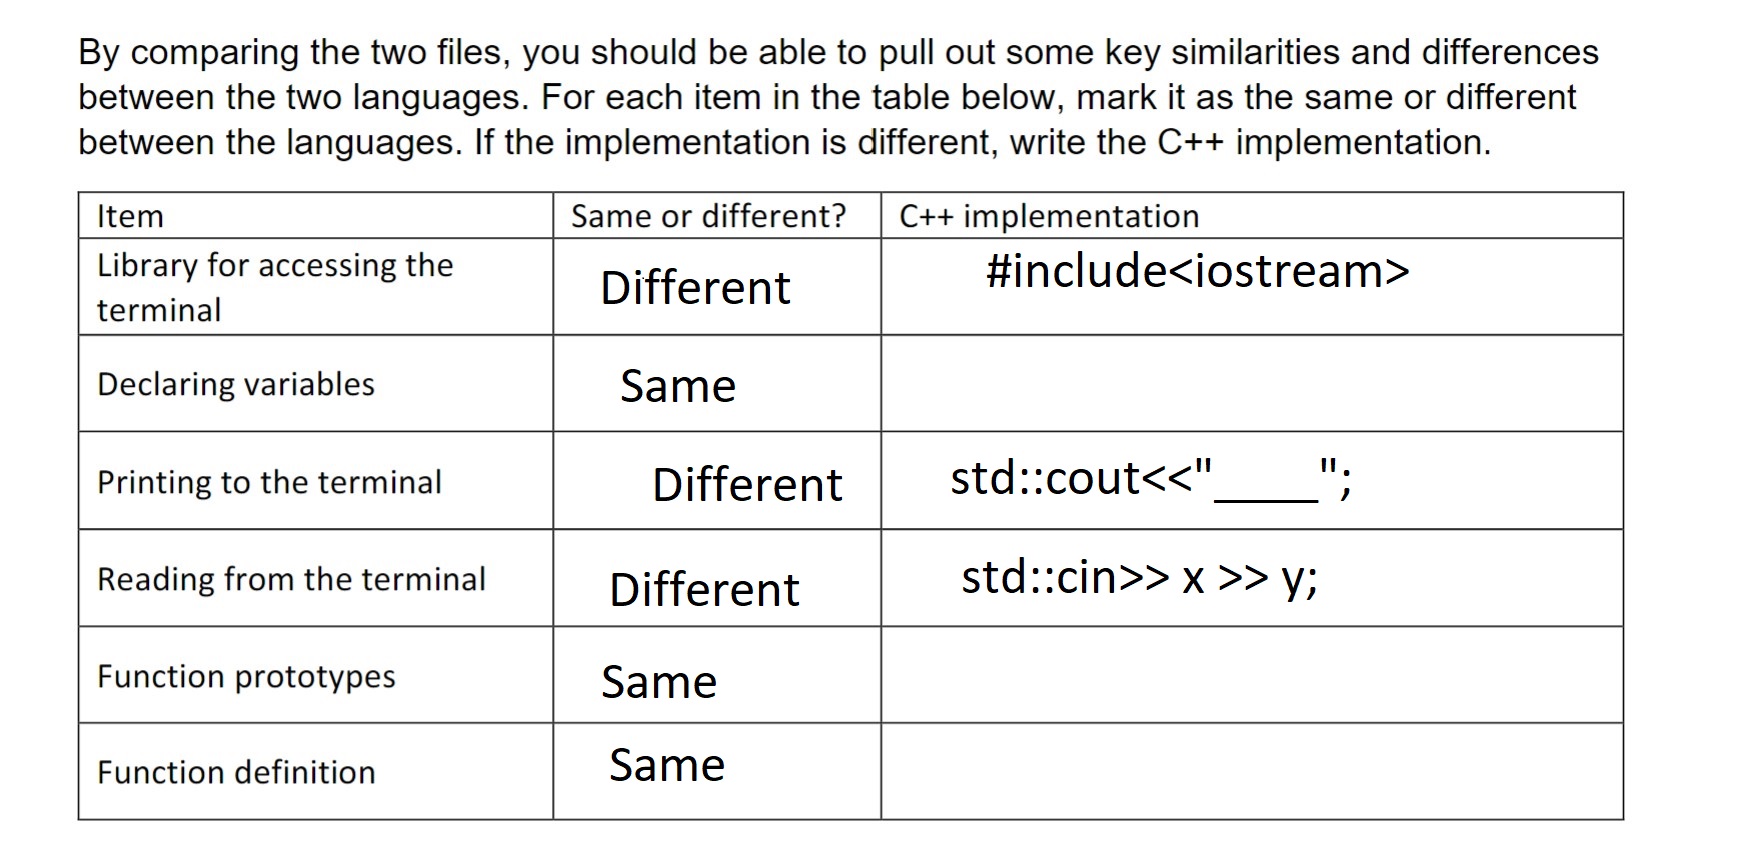 By comparing the two files, you should be able to pull out some key similarities and differences
between the two languages. For each item in the table below, mark it as the same or different
between the languages. If the implementation is different, write the C++ implementation.
Item Same or different? C++ implementation
Library for accessing the
terminal
Different
#include<iostream>
Declaring variables Same
Printing to the terminal Different std::cout<<"____";
Reading from the terminal Different std::cin>> x >> y;
Function prototypes Same
Function definition Same